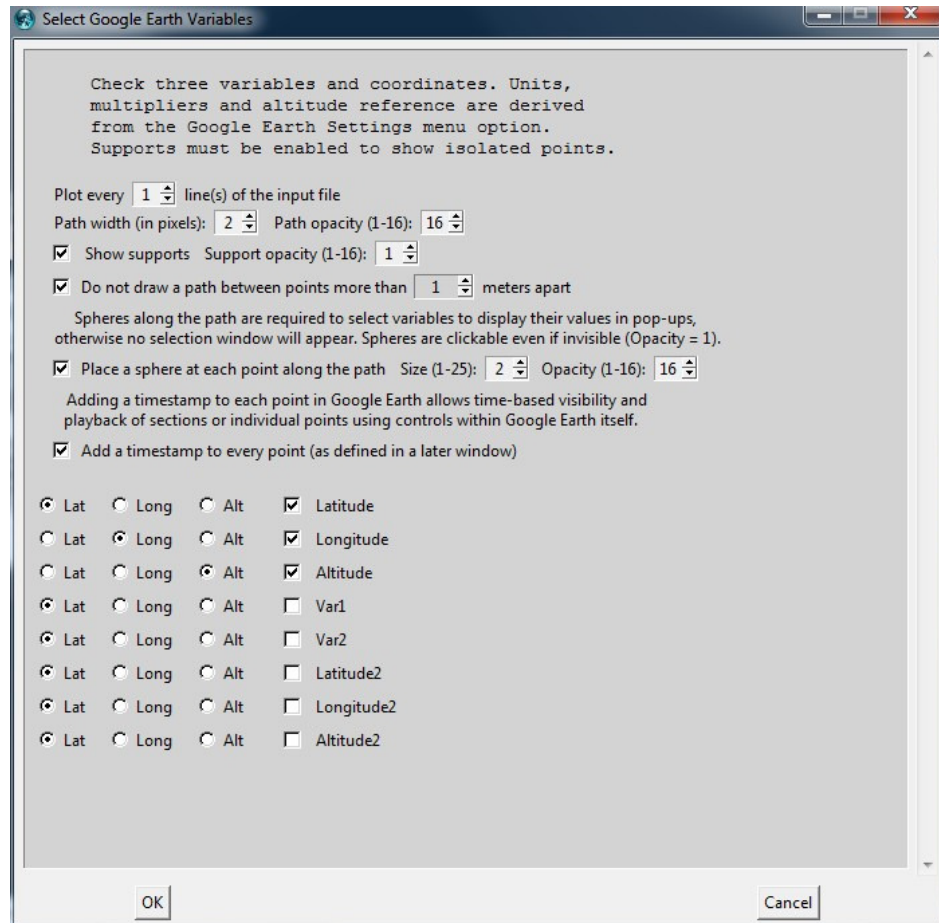 Select Google Earth Variables
Check three variables and coordinates. Units,
multipliers and altitude reference are derived
from the Google Earth Settings menu option.
Supports must be enabled to show isolated points.
Plot every 1 line(s) of the input file
Path width (in pixels): 2 Path opacity (1-16): 16
Show supports Support opacity (1-16): 1
Do not draw a path between points more than 1 meters apart
Spheres along the path are required to select variables to display their values in pop-ups,
otherwise no selection window will appear. Spheres are clickable even if invisible (Opacity = 1).
Place a sphere at each point along the path Size (1-25): 2 Opacity (1-16): 16
Adding a timestamp to each point in Google Earth allows time-based visibility and
playback of sections or individual points using controls within Google Earth itself.
Add a timestamp to every point (as defined in a later window)
Lat Long Alt Latitude
Lat Long Alt Longitude
Lat Long Alt Altitude
Lat Long Alt Var1
Lat Long Alt Var2
Lat Long Alt Latitude2
Lat Long Alt Longitude2
Lat Long Alt Altitude2
OK Cancel